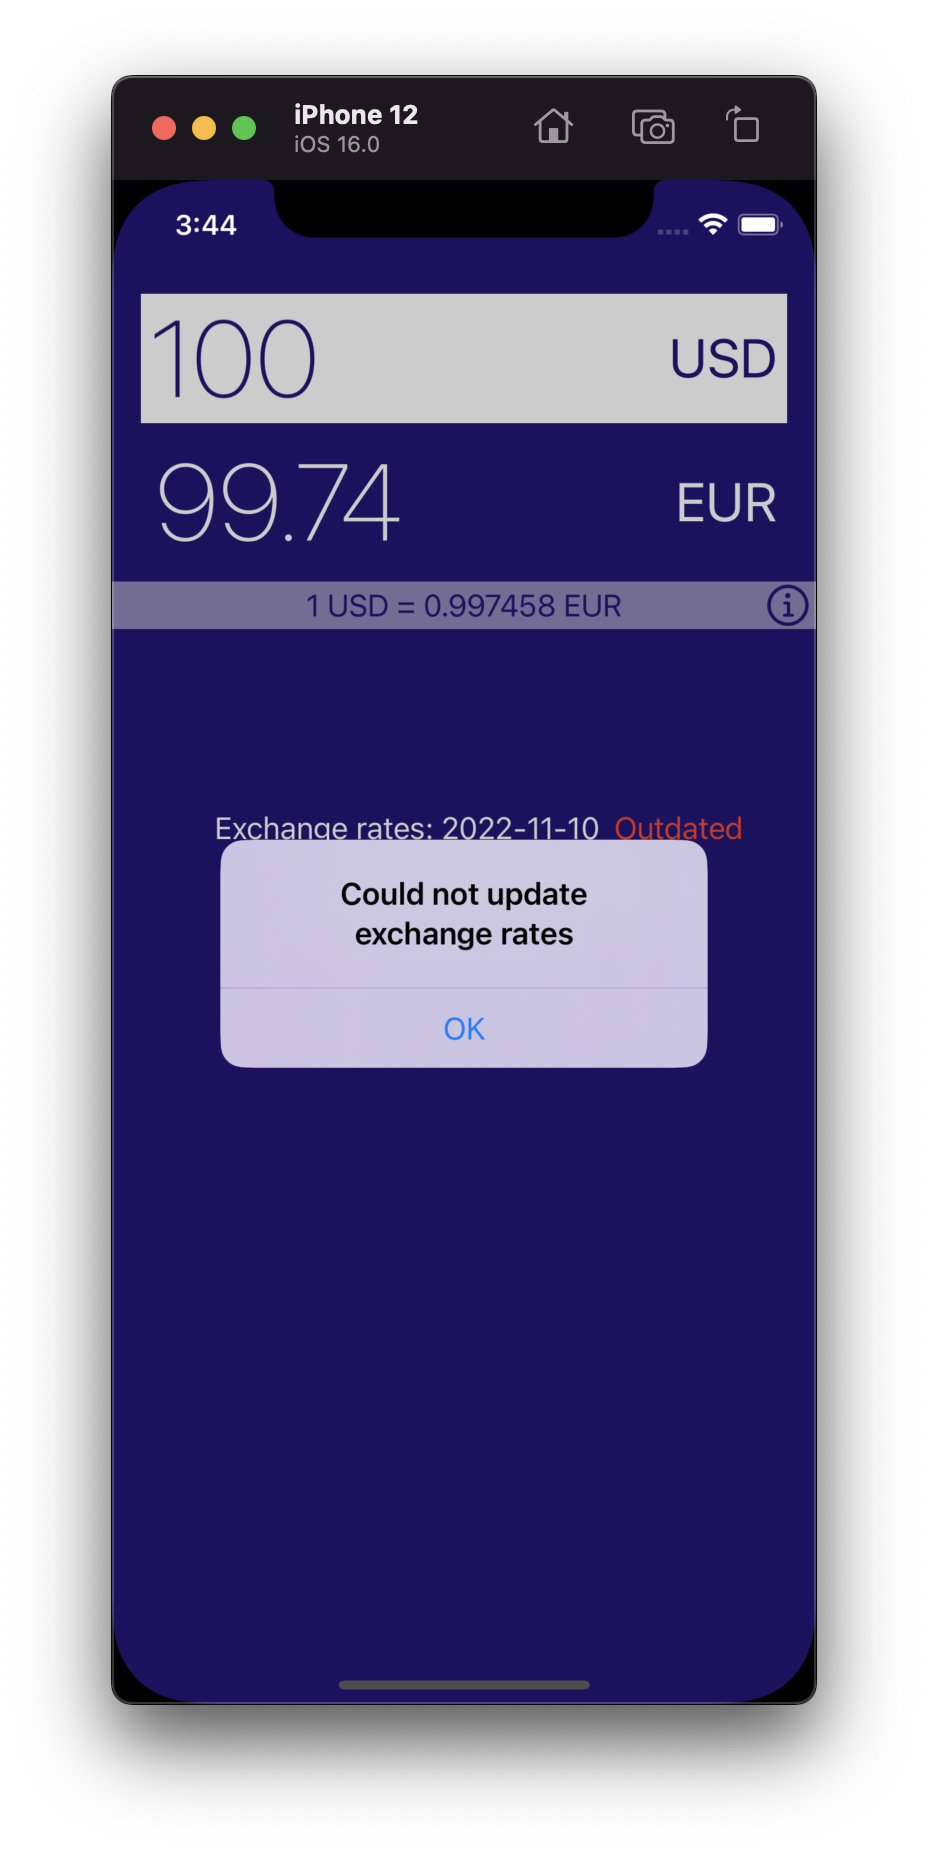 iPhone 12
iOS 16.0
3:44
100 USD
99.74 EUR
1 USD = 0.997458 EUR
Exchange rates: 2022-11-10 Outdated
Could not update
exchange rates
OK